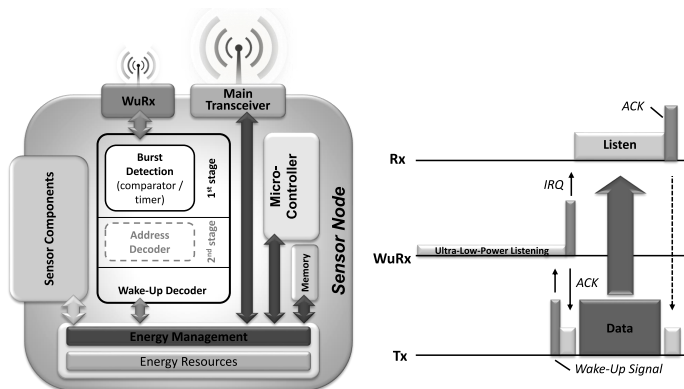 WuRx
Main
Transceiver
Sensor Components
Burst
Detection
(comparator /
timer)
1st stage
Address
Decoder
2nd stage
Wake-Up Decoder
Micro-
Controller
Memory
Sensor Node
Energy Management
Energy Resources
ACK
Listen
Rx
IRQ
Ultra-Low-Power Listening
WuRx
ACK
Data
Tx
Wake-Up Signal